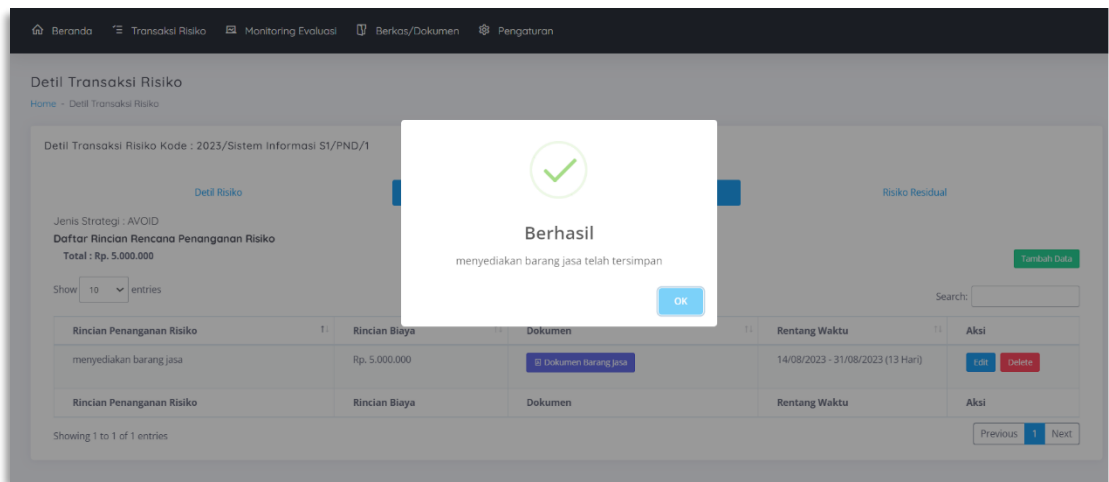 Beranda Transaksi Risiko Monitoring Evaluasi Berkas/Dokumen Pengaturan
Detil Transaksi Risiko
Home - Detil Transaksi Risiko
Detil Transaksi Risiko Kode : 2023/Sistem Informasi S1/PND/1
Detil Risiko Risiko Residual
Jenis Strategi : AVOID
Daftar Rincian Rencana Penanganan Risiko
Total : Rp. 5.000.000
Tambah Data
Show 10 entries
Search:
Berhasil
menyediakan barang jasa telah tersimpan
OK
Rincian Penanganan Risiko Rincian Biaya Dokumen Rentang Waktu Aksi
menyediakan barang jasa Rp. 5.000.000 Dokumen Barang Jasa 14/08/2023 - 31/08/2023 (13 Hari) Edit Delete
Rincian Penanganan Risiko Rincian Biaya Dokumen Rentang Waktu Aksi
Showing 1 to 1 of 1 entries
Previous 1 Next